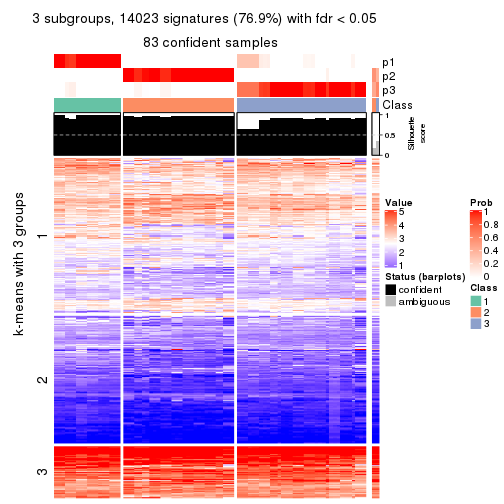 3 subgroups, 14023 signatures (76.9%) with fdr < 0.05
83 confident samples
p1
p2
p3
Class
1
0.5
0
Silhouette
score
k-means with 3 groups
1
2
3
Value
5
4
3
2
1
Status (barplots)
confident
ambiguous
Prob
1
0.8
0.6
0.4
0.2
0
Class
1
2
3